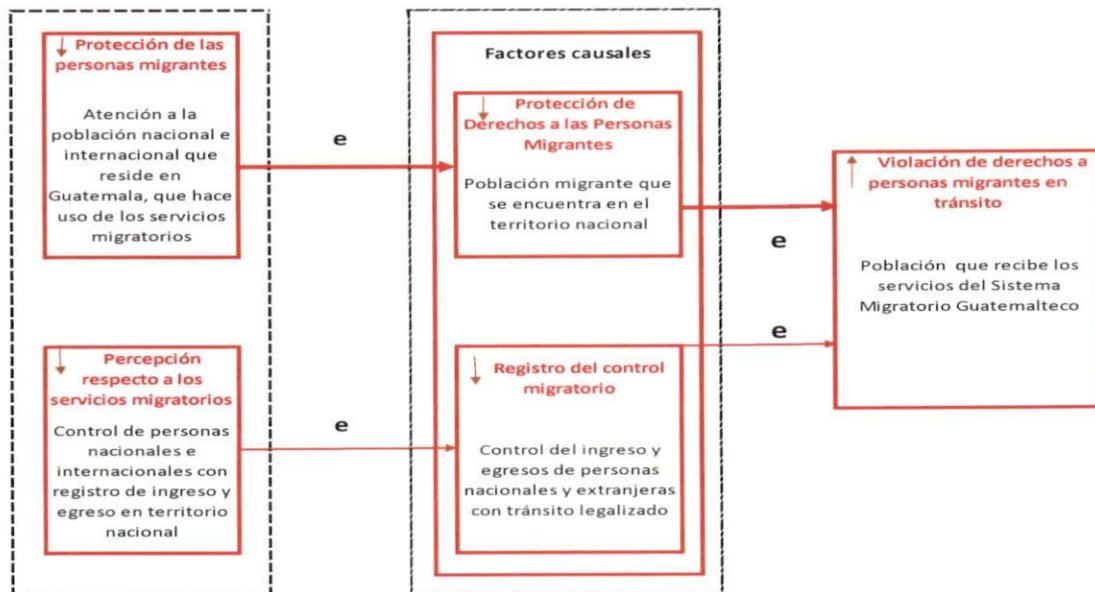 ↓ Protección de las
personas migrantes
Atención a la
población nacional e
internacional que
reside en
Guatemala, que hace
uso de los servicios
migratorios
↓ Percepción
respecto a los
servicios migratorios
Control de personas
nacionales e
internacionales con
registro de ingreso y
egreso en territorio
nacional
e
e
Factores causales
↓ Protección de
Derechos a las Personas
Migrantes
Población migrante que
se encuentra en el
territorio nacional
↓ Registro del control
migratorio
Control del ingreso y
egresos de personas
nacionales y extranjeras
con tránsito legalizado
e
e
↑ Violación de derechos a
personas migrantes en
tránsito
Población que recibe los
servicios del Sistema
Migratorio Guatemalteco